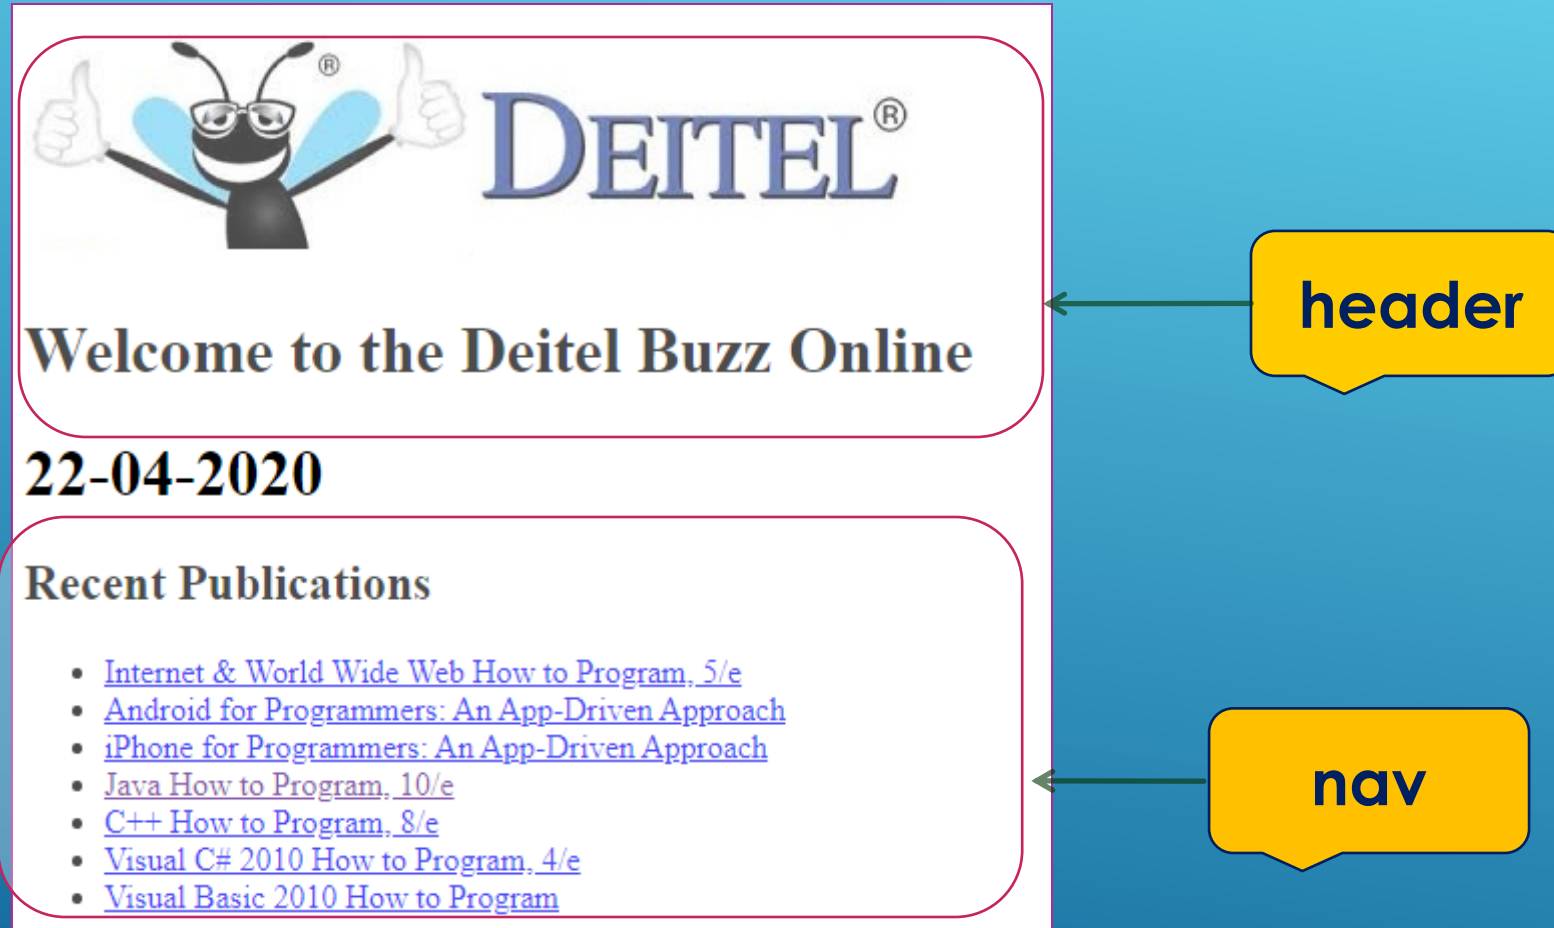 ®
DEITEL®
Welcome to the Deitel Buzz Online
header
22-04-2020
Recent Publications
Internet & World Wide Web How to Program, 5/e
Android for Programmers: An App-Driven Approach
iPhone for Programmers: An App-Driven Approach
Java How to Program, 10/e
C++ How to Program, 8/e
Visual C# 2010 How to Program, 4/e
Visual Basic 2010 How to Program
nav